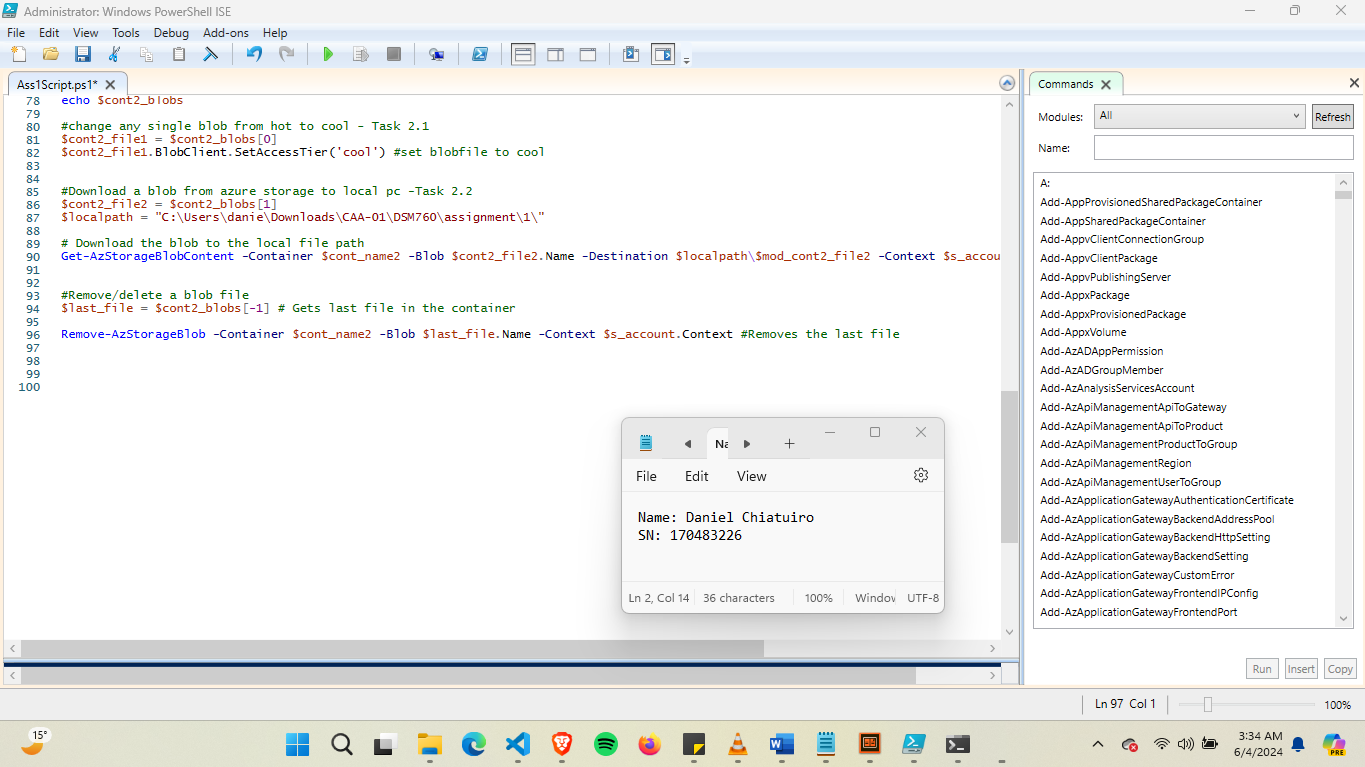 Administrator: Windows PowerShell ISE
File Edit View Tools Debug Add-ons Help
Ass1Script.ps1*
78 echo $cont2_blobs
79
80 #change any single blob from hot to cool - Task 2.1
81 $cont2_file1 = $cont2_blobs[0]
82 $cont2_file1.BlobClient.SetAccessTier('cool') #set blobfile to cool
83
84
85 #Download a blob from azure storage to local pc -Task 2.2
86 $cont2_file2 = $cont2_blobs[1]
87 $localpath = "C:\Users\danie\Downloads\CAA-01\DSM760\assignment\1\"
88
89 # Download the blob to the local file path
90 Get-AzStorageBlobContent -Container $cont_name2 -Blob $cont2_file2.Name -Destination $localpath\$mod_cont2_file2 -Context $s_accou
91
92
93 #Remove/delete a blob file
94 $last_file = $cont2_blobs[-1] # Gets last file in the container
95
96 Remove-AzStorageBlob -Container $cont_name2 -Blob $last_file.Name -Context $s_account.Context #Removes the last file
97
98
99
100
Na
File Edit View
Name: Daniel Chiatuiro
SN: 170483226
Ln 2, Col 14 36 characters 100% Window UTF-8
Commands
Modules: All Refresh
Name:
A:
Add-AppProvisionedSharedPackageContainer
Add-AppSharedPackageContainer
Add-AppvClientConnectionGroup
Add-AppvClientPackage
Add-AppvPublishingServer
Add-AppxPackage
Add-AppxProvisionedPackage
Add-AppxVolume
Add-AzADAppPermission
Add-AzADGroupMember
Add-AzAnalysisServicesAccount
Add-AzApiManagementApiToGateway
Add-AzApiManagementApiToProduct
Add-AzApiManagementProductToGroup
Add-AzApiManagementRegion
Add-AzApiManagementUserToGroup
Add-AzApplicationGatewayAuthenticationCertificate
Add-AzApplicationGatewayBackendAddressPool
Add-AzApplicationGatewayBackendHttpSetting
Add-AzApplicationGatewayBackendSetting
Add-AzApplicationGatewayCustomError
Add-AzApplicationGatewayFrontendIPConfig
Add-AzApplicationGatewayFrontendPort
Run Insert Copy
Ln 97 Col 1 100%
15°
3:34 AM
6/4/2024
PRE